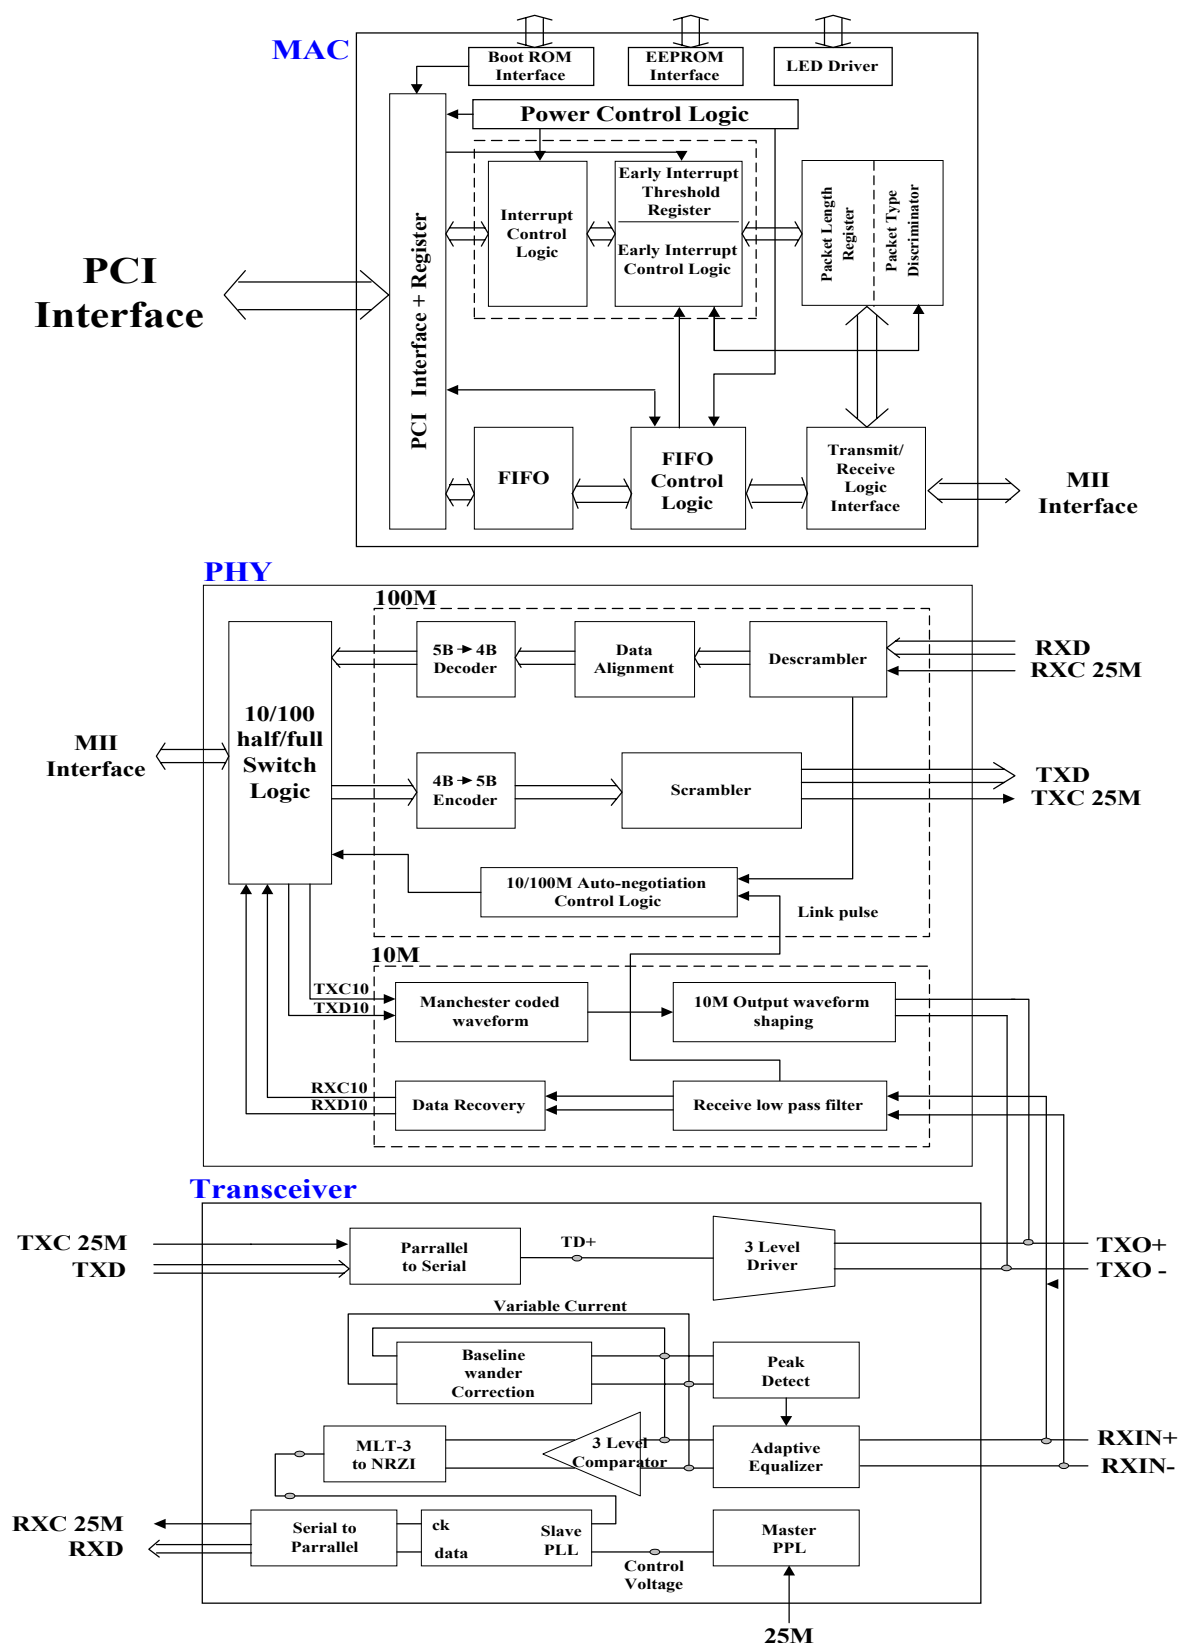 MAC
Boot ROM
Interface
EEPROM
Interface
LED Driver
Power Control Logic
PCI Interface + Register
Interrupt
Control
Logic
Early Interrupt
Threshold
Register
Early Interrupt
Control Logic
Packet Length
Register
Packet Type
Discriminator
PCI
Interface
FIFO
FIFO
Control
Logic
Transmit/
Receive
Logic
Interface
MII
Interface
PHY
100M
10/100
half/full
Switch
Logic
5B → 4B
Decoder
Data
Alignment
Descrambler
RXD
RXC 25M
MII
Interface
4B → 5B
Encoder
Scrambler
TXD
TXC 25M
10/100M Auto-negotiation
Control Logic
Link pulse
10M
TXC10
TXD10
Manchester coded
waveform
10M Output waveform
shaping
RXC10
RXD10
Data Recovery
Receive low pass filter
Transceiver
TXC 25M
TXD
Parrallel
to Serial
TD+
3 Level
Driver
TXO+
TXO -
Variable Current
Baseline
wander
Correction
Peak
Detect
MLT-3
to NRZI
3 Level
Comparator
Adaptive
Equalizer
RXIN+
RXIN-
RXC 25M
RXD
Serial to
Parrallel
ck
data
Slave
PLL
Control
Voltage
Master
PPL
25M